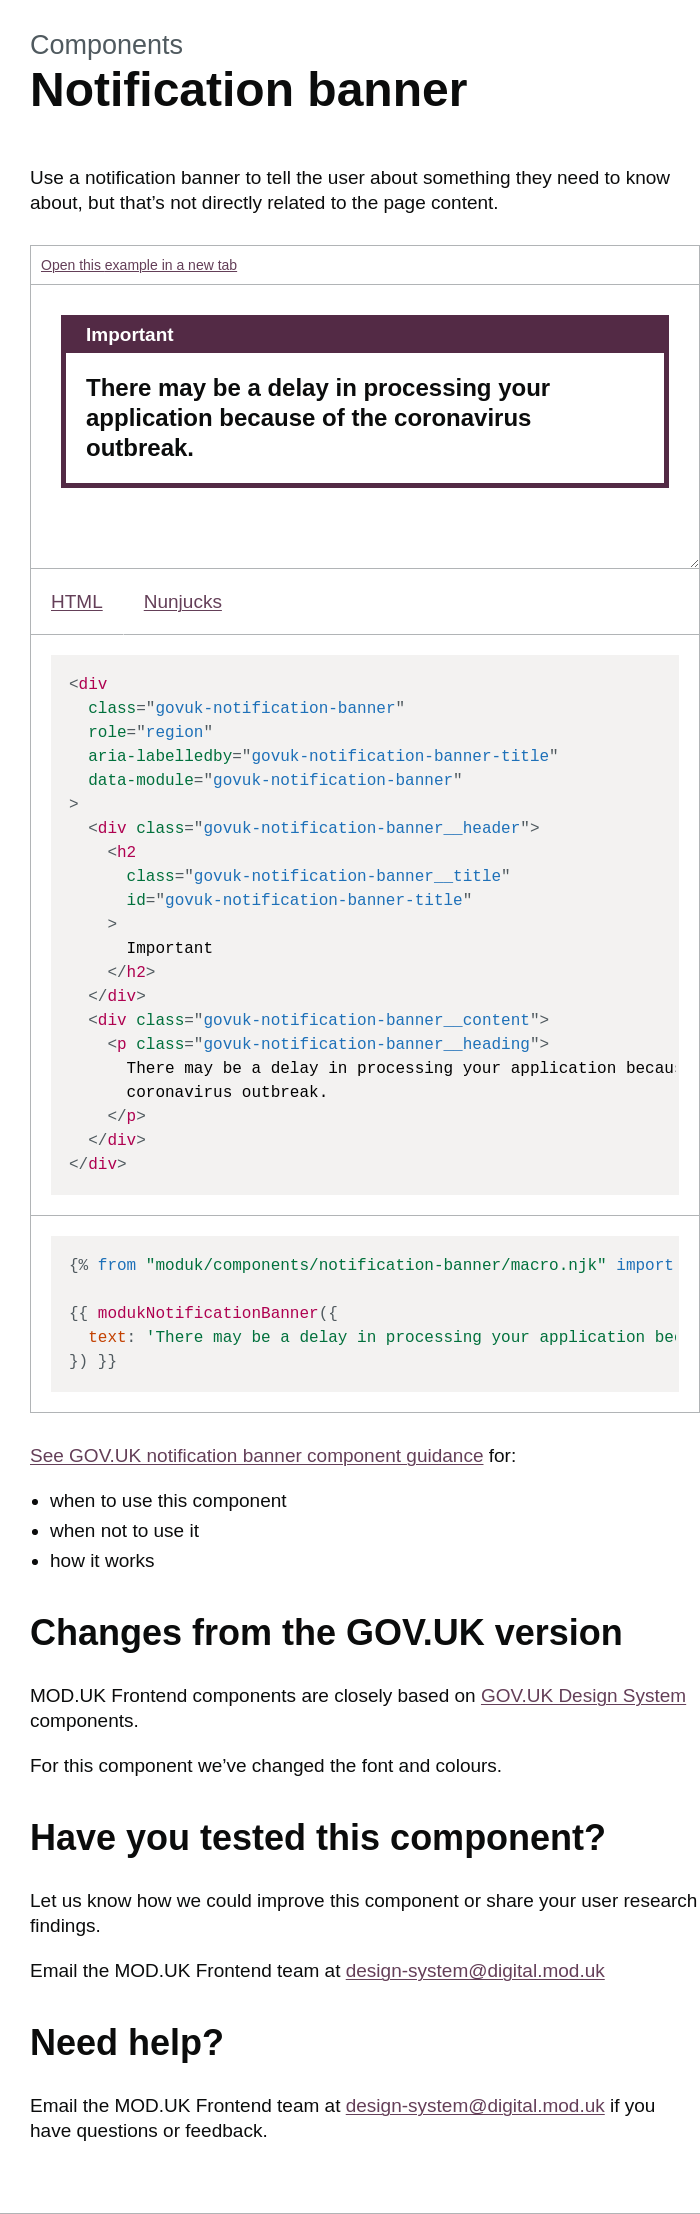 Components
Notification banner
Use a notification banner to tell the user about something they need to know
about, but that’s not directly related to the page content.
Open this example in a new tab
Important
There may be a delay in processing your
application because of the coronavirus
outbreak.
HTML Nunjucks
<div
  class="govuk-notification-banner"
  role="region"
  aria-labelledby="govuk-notification-banner-title"
  data-module="govuk-notification-banner"
>
  <div class="govuk-notification-banner__header">
    <h2
      class="govuk-notification-banner__title"
      id="govuk-notification-banner-title"
    >
      Important
    </h2>
  </div>
  <div class="govuk-notification-banner__content">
    <p class="govuk-notification-banner__heading">
      There may be a delay in processing your application
      coronavirus outbreak.
    </p>
  </div>
</div>
{% from "moduk/components/notification-banner/macro.njk" import
{{ modukNotificationBanner({
  text: 'There may be a delay in processing your application
}) }}
See GOV.UK notification banner component guidance for:
• when to use this component
• when not to use it
• how it works
Changes from the GOV.UK version
MOD.UK Frontend components are closely based on GOV.UK Design System
components.
For this component we’ve changed the font and colours.
Have you tested this component?
Let us know how we could improve this component or share your user research
findings.
Email the MOD.UK Frontend team at design-system@digital.mod.uk
Need help?
Email the MOD.UK Frontend team at design-system@digital.mod.uk if you
have questions or feedback.